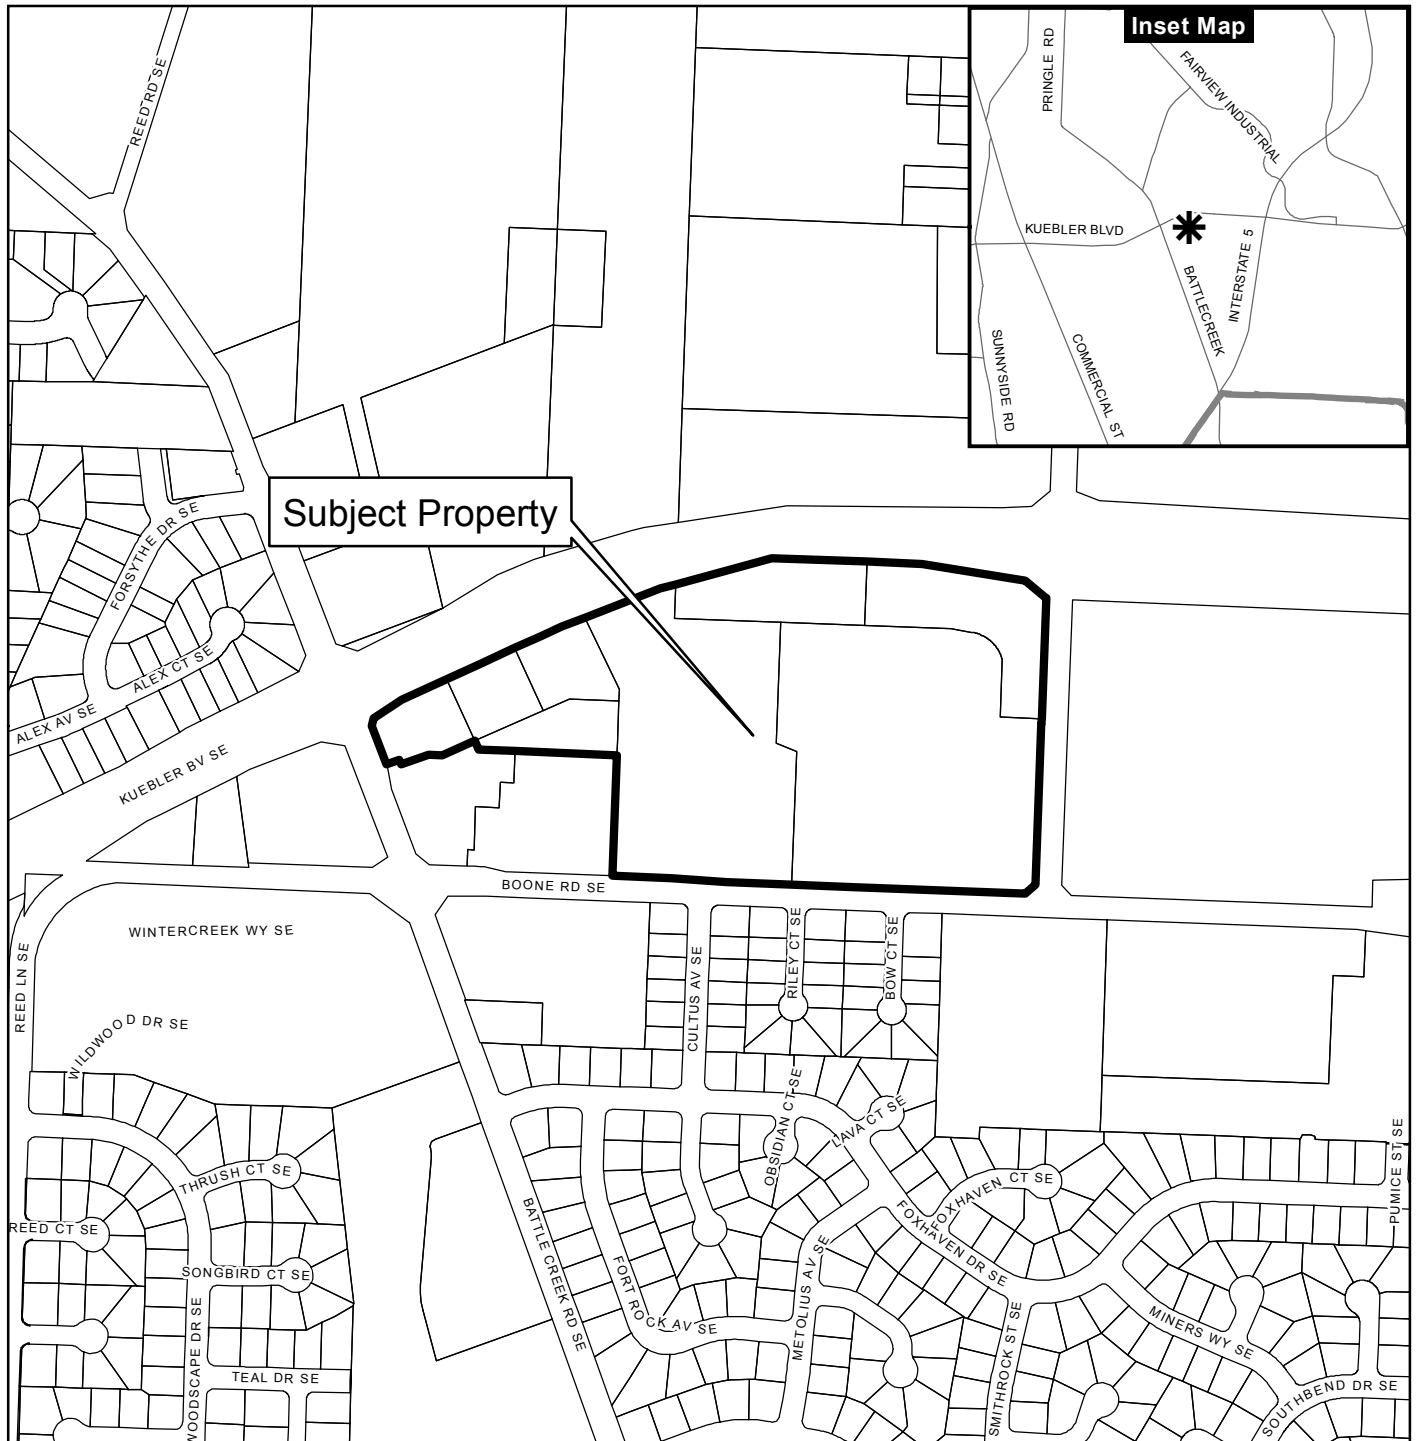 Inset Map
PRINGLE RD
FAIRVIEW INDUSTRIAL
KUEBLER BLVD
INTERSTATE 5
BATTLECREEK
SUNNYSIDE RD
COMMERCIAL ST
REED RD SE
Subject Property
FORSYTHE DR SE
ALEX CT SE
ALEX AV SE
KUEBLER BV SE
BOONE RD SE
WINTERCREEK WY SE
REED LN SE
WILDWOOD DR SE
CULTUS AV SE
RILEY CT SE
BOW CT SE
OBSIDIAN CT SE
LAVA CT SE
THRUSH CT SE
REED CT SE
SONGBIRD CT SE
WOODSCAPE DR SE
TEAL DR SE
BATTLE CREEK RD SE
FORT ROCK AV SE
METOLIUS AV SE
FOXHAVEN CT SE
FOXHAVEN DR SE
SMITHROCK ST SE
MINERS WY SE
PUMICE ST SE
SOUTHBEND DR SE